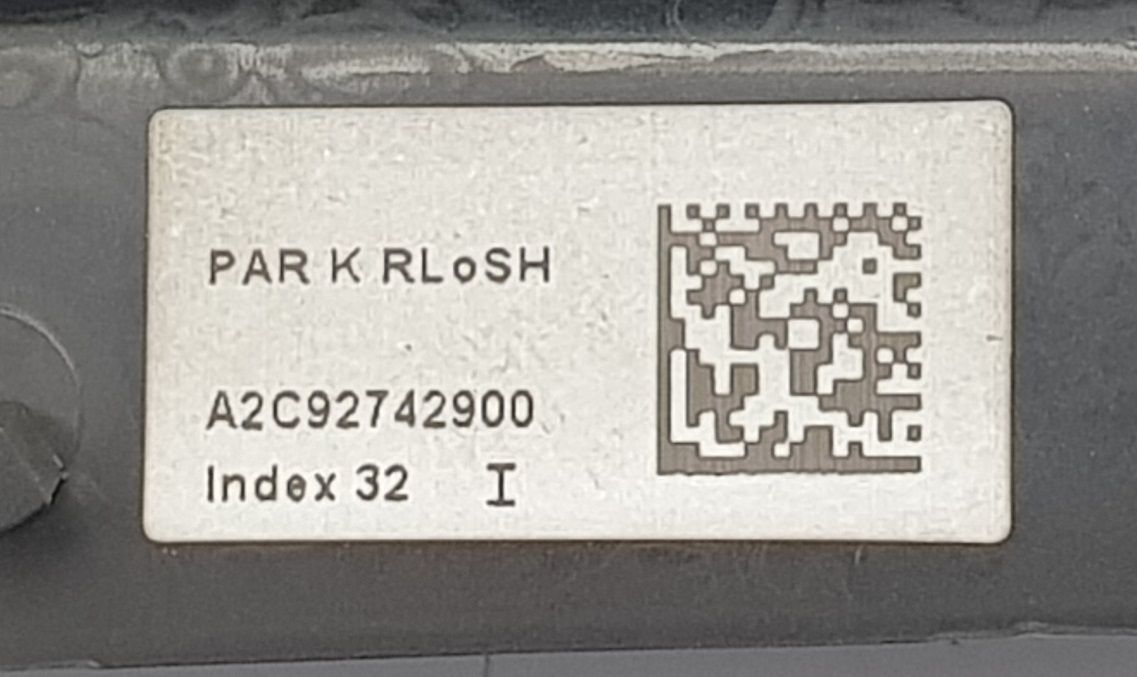 PAR K RLoSH
A2C92742900
Index 32 I